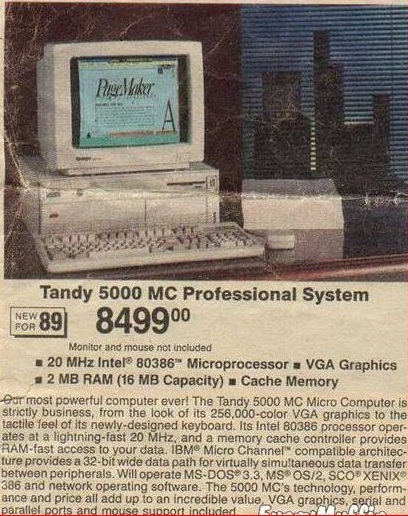 PageMaker
A
TANDY
Tandy 5000 MC Professional System
NEW FOR 89
8499⁰⁰
Monitor and mouse not included
■ 20 MHz Intel® 80386™ Microprocessor ■ VGA Graphics
■ 2 MB RAM (16 MB Capacity) ■ Cache Memory
Our most powerful computer ever! The Tandy 5000 MC Micro Computer is
strictly business, from the look of its 256,000-color VGA graphics to the
tactile feel of its newly-designed keyboard. Its Intel 80386 processor oper-
ates at a lightning-fast 20 MHz, and a memory cache controller provides
RAM-fast access to your data. IBM® Micro Channel™ compatible architec-
ture provides a 32-bit wide data path for virtually simultaneous data transfer
between peripherals. Will operate MS-DOS® 3.3, MS® OS/2, SCO® XENIX®
386 and network operating software. The 5000 MC's technology, perform-
ance and price all add up to an incredible value. VGA graphics, serial and
parallel ports and mouse support included.